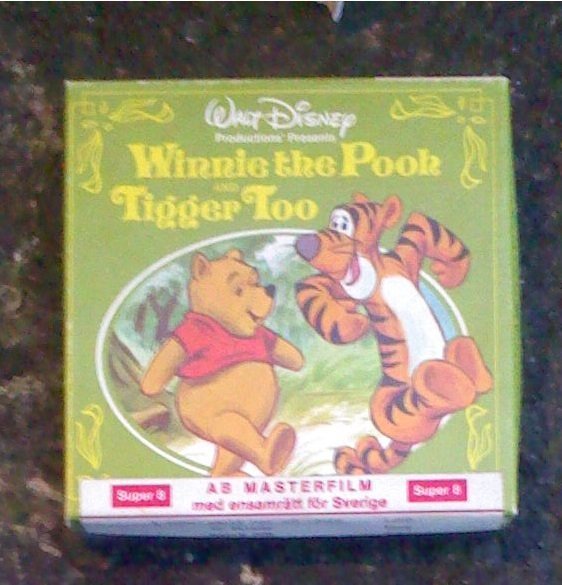 Walt Disney
Productions' Presents
Winnie the Pooh
AND
Tigger Too
Super 8
AB MASTERFILM
med ensamrätt för Sverige
Super 8